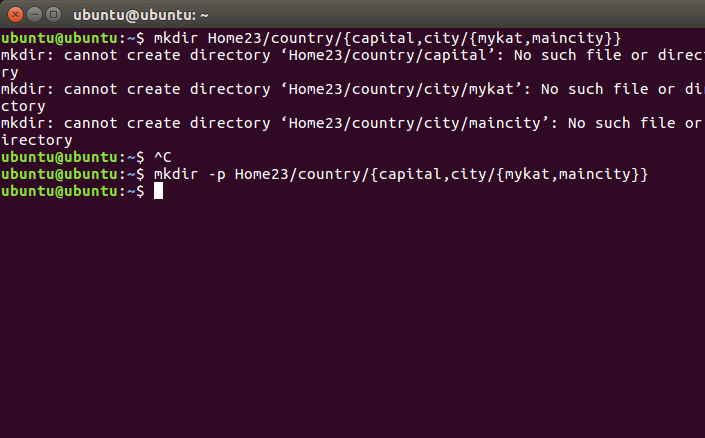 ubuntu@ubuntu: ~
ubuntu@ubuntu:~$ mkdir Home23/country/{capital,city/{mykat,maincity}}
mkdir: cannot create directory ‘Home23/country/capital’: No such file or direct
ry
mkdir: cannot create directory ‘Home23/country/city/mykat’: No such file or di
ctory
mkdir: cannot create directory ‘Home23/country/city/maincity’: No such file or
irectory
ubuntu@ubuntu:~$ ^C
ubuntu@ubuntu:~$ mkdir -p Home23/country/{capital,city/{mykat,maincity}}
ubuntu@ubuntu:~$